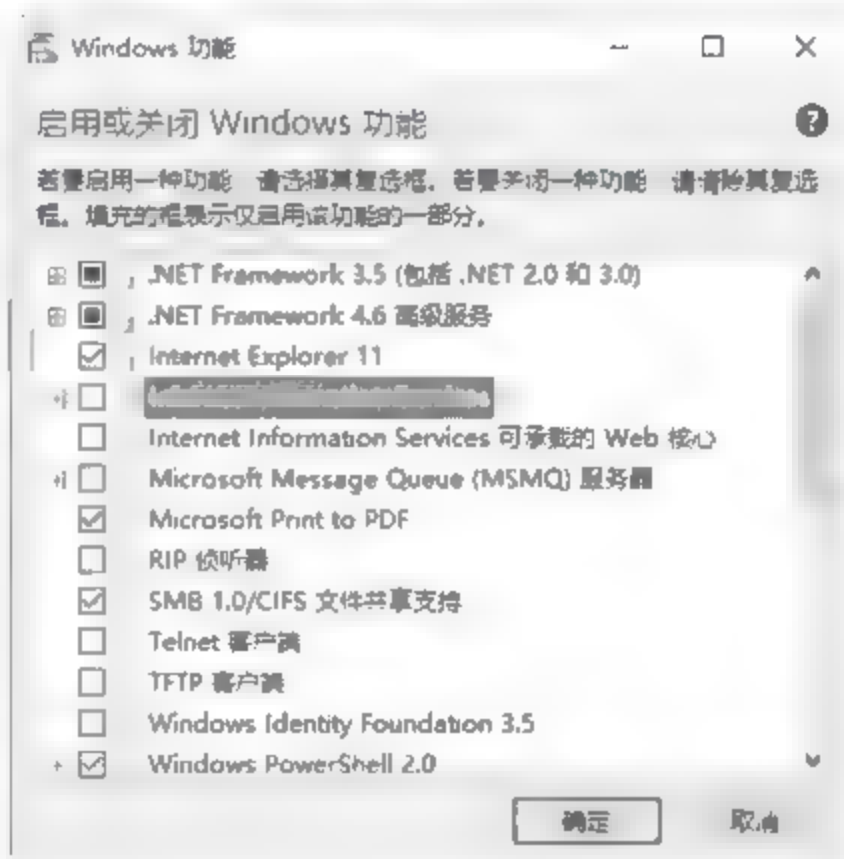 Windows 功能
启用或关闭 Windows 功能
若要启用一种功能，请选择其复选框。若要关闭一种功能，请清除其复选
框。填充的框表示仅启用该功能的一部分。
.NET Framework 3.5 (包括 .NET 2.0 和 3.0)
.NET Framework 4.6 高级服务
Internet Explorer 11
Internet Information Services 可承载的 Web 核心
Microsoft Message Queue (MSMQ) 服务器
Microsoft Print to PDF
RIP 侦听器
SMB 1.0/CIFS 文件共享支持
Telnet 客户端
TFTP 客户端
Windows Identity Foundation 3.5
Windows PowerShell 2.0
确定
取消